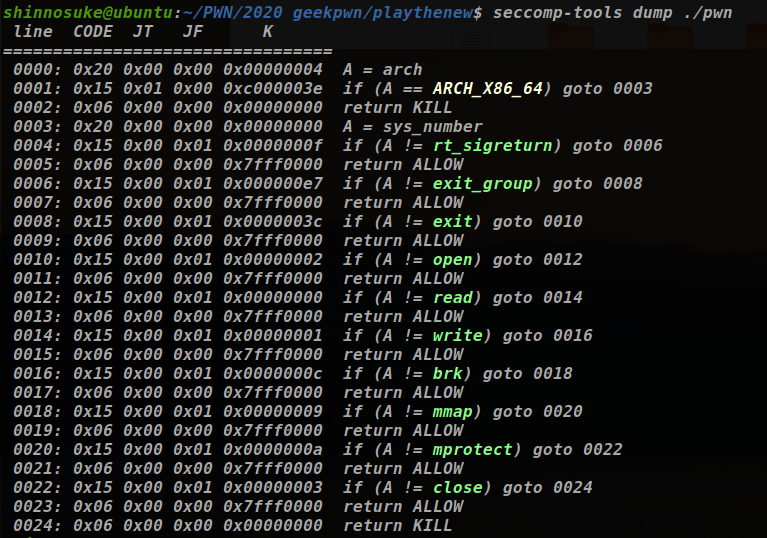 shinnosuke@ubuntu:~/PWN/2020 geekpwn/playthenew$ seccomp-tools dump ./pwn
line  CODE  JT   JF      K
=================================
0000: 0x20 0x00 0x00 0x00000004  A = arch
0001: 0x15 0x01 0x00 0xc000003e  if (A == ARCH_X86_64) goto 0003
0002: 0x06 0x00 0x00 0x00000000  return KILL
0003: 0x20 0x00 0x00 0x00000000  A = sys_number
0004: 0x15 0x00 0x01 0x0000000f  if (A != rt_sigreturn) goto 0006
0005: 0x06 0x00 0x00 0x7fff0000  return ALLOW
0006: 0x15 0x00 0x01 0x000000e7  if (A != exit_group) goto 0008
0007: 0x06 0x00 0x00 0x7fff0000  return ALLOW
0008: 0x15 0x00 0x01 0x0000003c  if (A != exit) goto 0010
0009: 0x06 0x00 0x00 0x7fff0000  return ALLOW
0010: 0x15 0x00 0x01 0x00000002  if (A != open) goto 0012
0011: 0x06 0x00 0x00 0x7fff0000  return ALLOW
0012: 0x15 0x00 0x01 0x00000000  if (A != read) goto 0014
0013: 0x06 0x00 0x00 0x7fff0000  return ALLOW
0014: 0x15 0x00 0x01 0x00000001  if (A != write) goto 0016
0015: 0x06 0x00 0x00 0x7fff0000  return ALLOW
0016: 0x15 0x00 0x01 0x0000000c  if (A != brk) goto 0018
0017: 0x06 0x00 0x00 0x7fff0000  return ALLOW
0018: 0x15 0x00 0x01 0x00000009  if (A != mmap) goto 0020
0019: 0x06 0x00 0x00 0x7fff0000  return ALLOW
0020: 0x15 0x00 0x01 0x0000000a  if (A != mprotect) goto 0022
0021: 0x06 0x00 0x00 0x7fff0000  return ALLOW
0022: 0x15 0x00 0x01 0x00000003  if (A != close) goto 0024
0023: 0x06 0x00 0x00 0x7fff0000  return ALLOW
0024: 0x06 0x00 0x00 0x00000000  return KILL